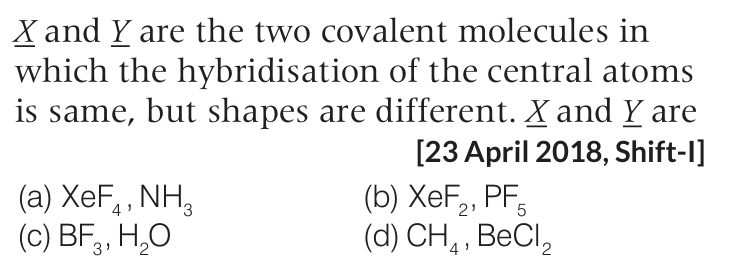 X and Y are the two covalent molecules in
which the hybridisation of the central atoms
is same, but shapes are different. X and Y are
[23 April 2018, Shift-I]
(a) XeF₄, NH₃ (b) XeF₂, PF₅
(c) BF₃, H₂O (d) CH₄, BeCl₂